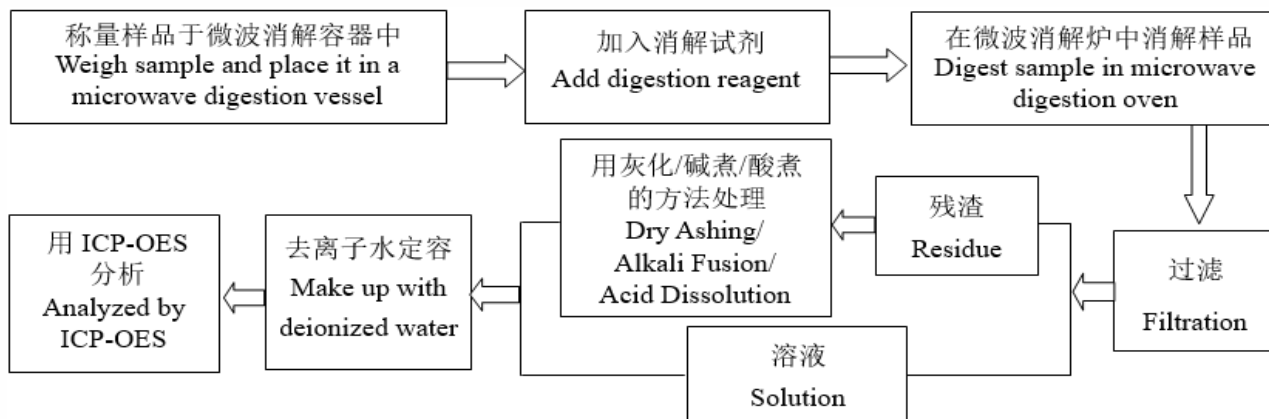 称量样品于微波消解容器中
Weigh sample and place it in a
microwave digestion vessel
加入消解试剂
Add digestion reagent
在微波消解炉中消解样品
Digest sample in microwave
digestion oven
过滤
Filtration
残渣
Residue
用灰化/碱煮/酸煮
的方法处理
Dry Ashing/
Alkali Fusion/
Acid Dissolution
溶液
Solution
去离子水定容
Make up with
deionized water
用 ICP-OES
分析
Analyzed by
ICP-OES